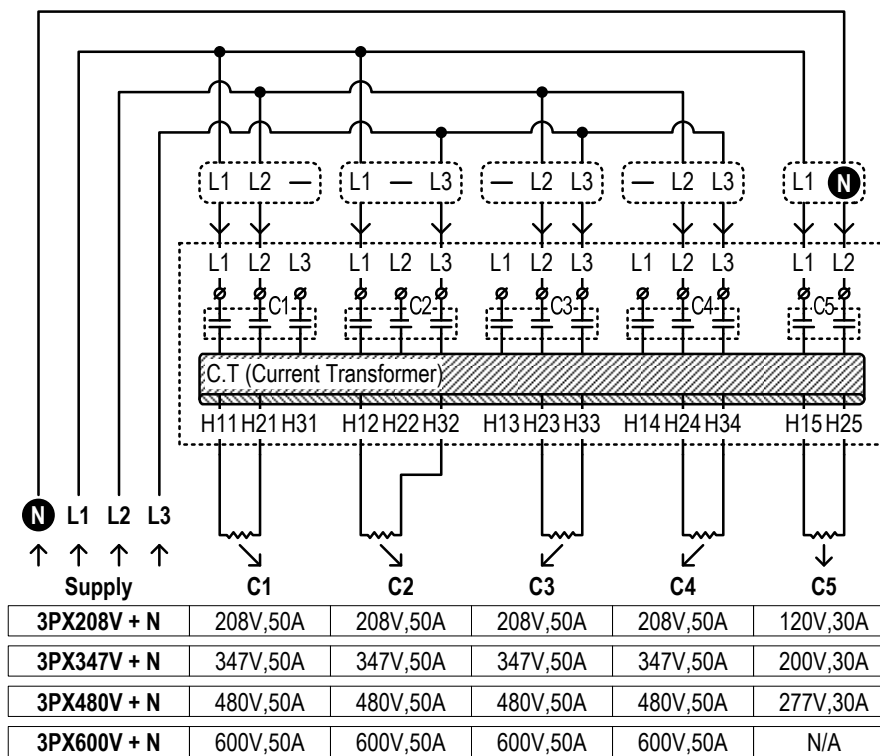 L1 L2 —
L1 — L3
— L2 L3
— L2 L3
L1 N
L1 L2 L3
L1 L2 L3
L1 L2 L3
L1 L2 L3
L1 L2
C1
C2
C3
C4
C5
C.T (Current Transformer)
H11 H21 H31
H12 H22 H32
H13 H23 H33
H14 H24 H34
H15 H25
N L1 L2 L3
Supply C1 C2 C3 C4 C5
3PX208V + N 208V,50A 208V,50A 208V,50A 208V,50A 120V,30A
3PX347V + N 347V,50A 347V,50A 347V,50A 347V,50A 200V,30A
3PX480V + N 480V,50A 480V,50A 480V,50A 480V,50A 277V,30A
3PX600V + N 600V,50A 600V,50A 600V,50A 600V,50A N/A